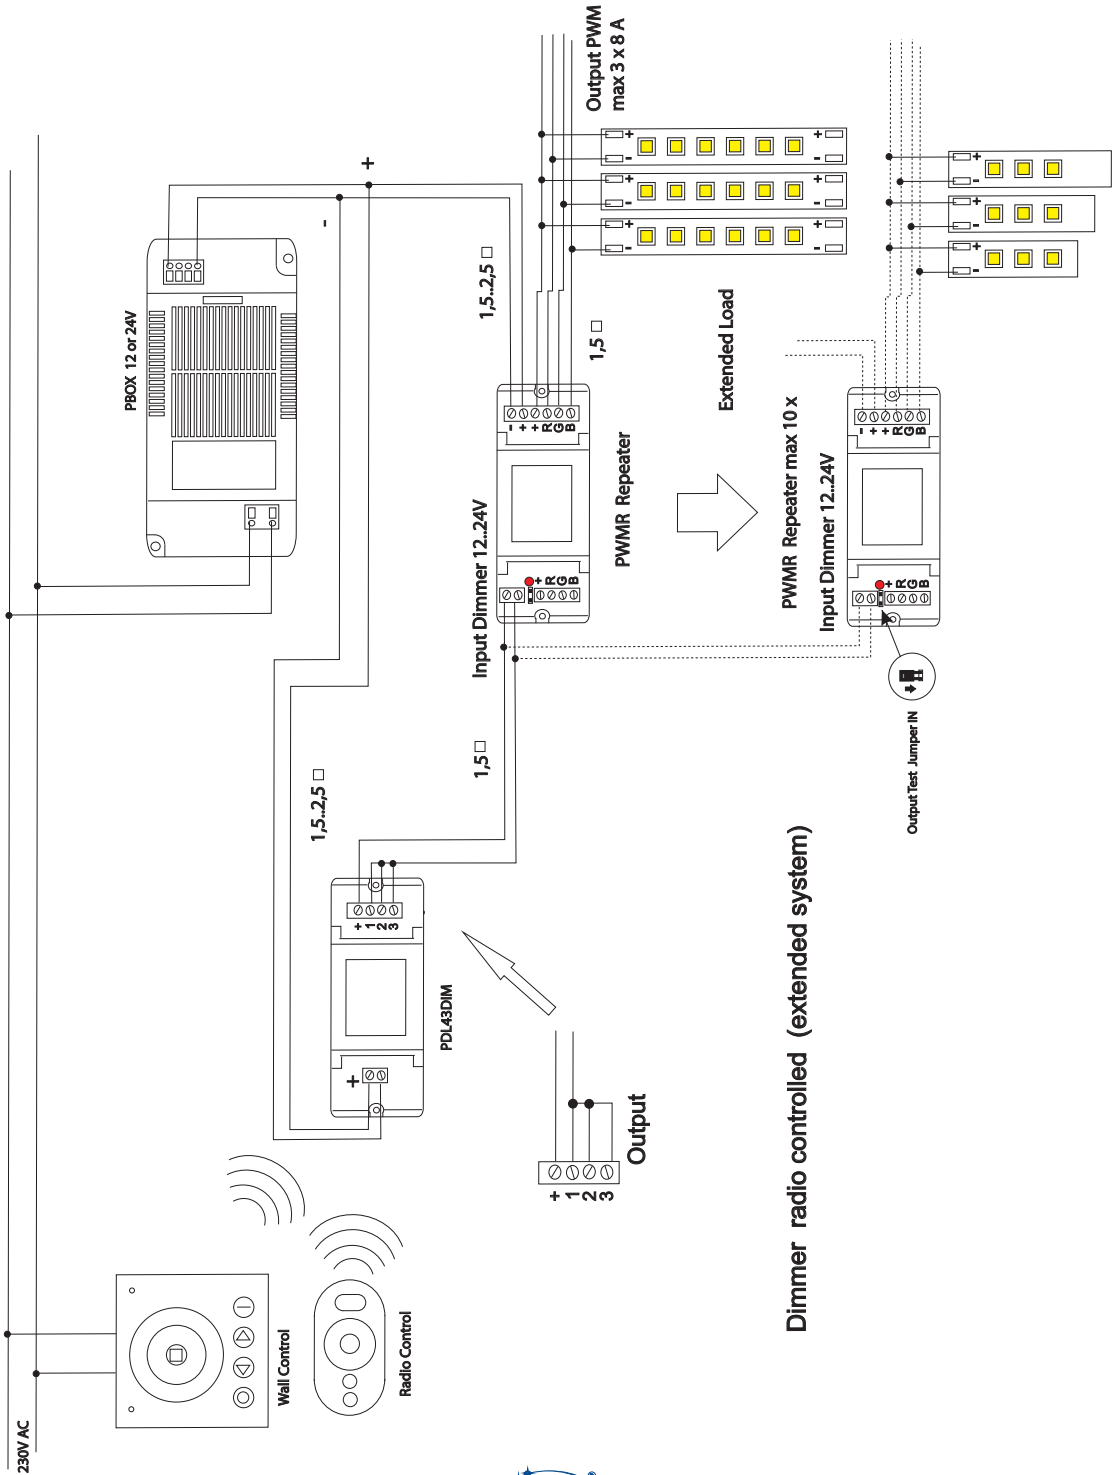 230V AC
Wall Control
Radio Control
PBOX 12 or 24V
+
-
1,5..2,5 □
PDL43DIM
+
+
1
2
3
+
1
2
3
Output
1,5 □
1,5..2,5 □
Input Dimmer 12..24V
PWMR Repeater
+
R
G
B
-
+
+
R
G
B
1,5 □
Output PWM
max 3 x 8 A
+ +
- -
+ +
- -
+ +
- -
Extended Load
PWMR Repeater max 10 x
Input Dimmer 12..24V
+
R
G
B
-
+
+
R
G
B
+
-
+
-
+
-
Output Test Jumper IN
Dimmer radio controlled (extended system)